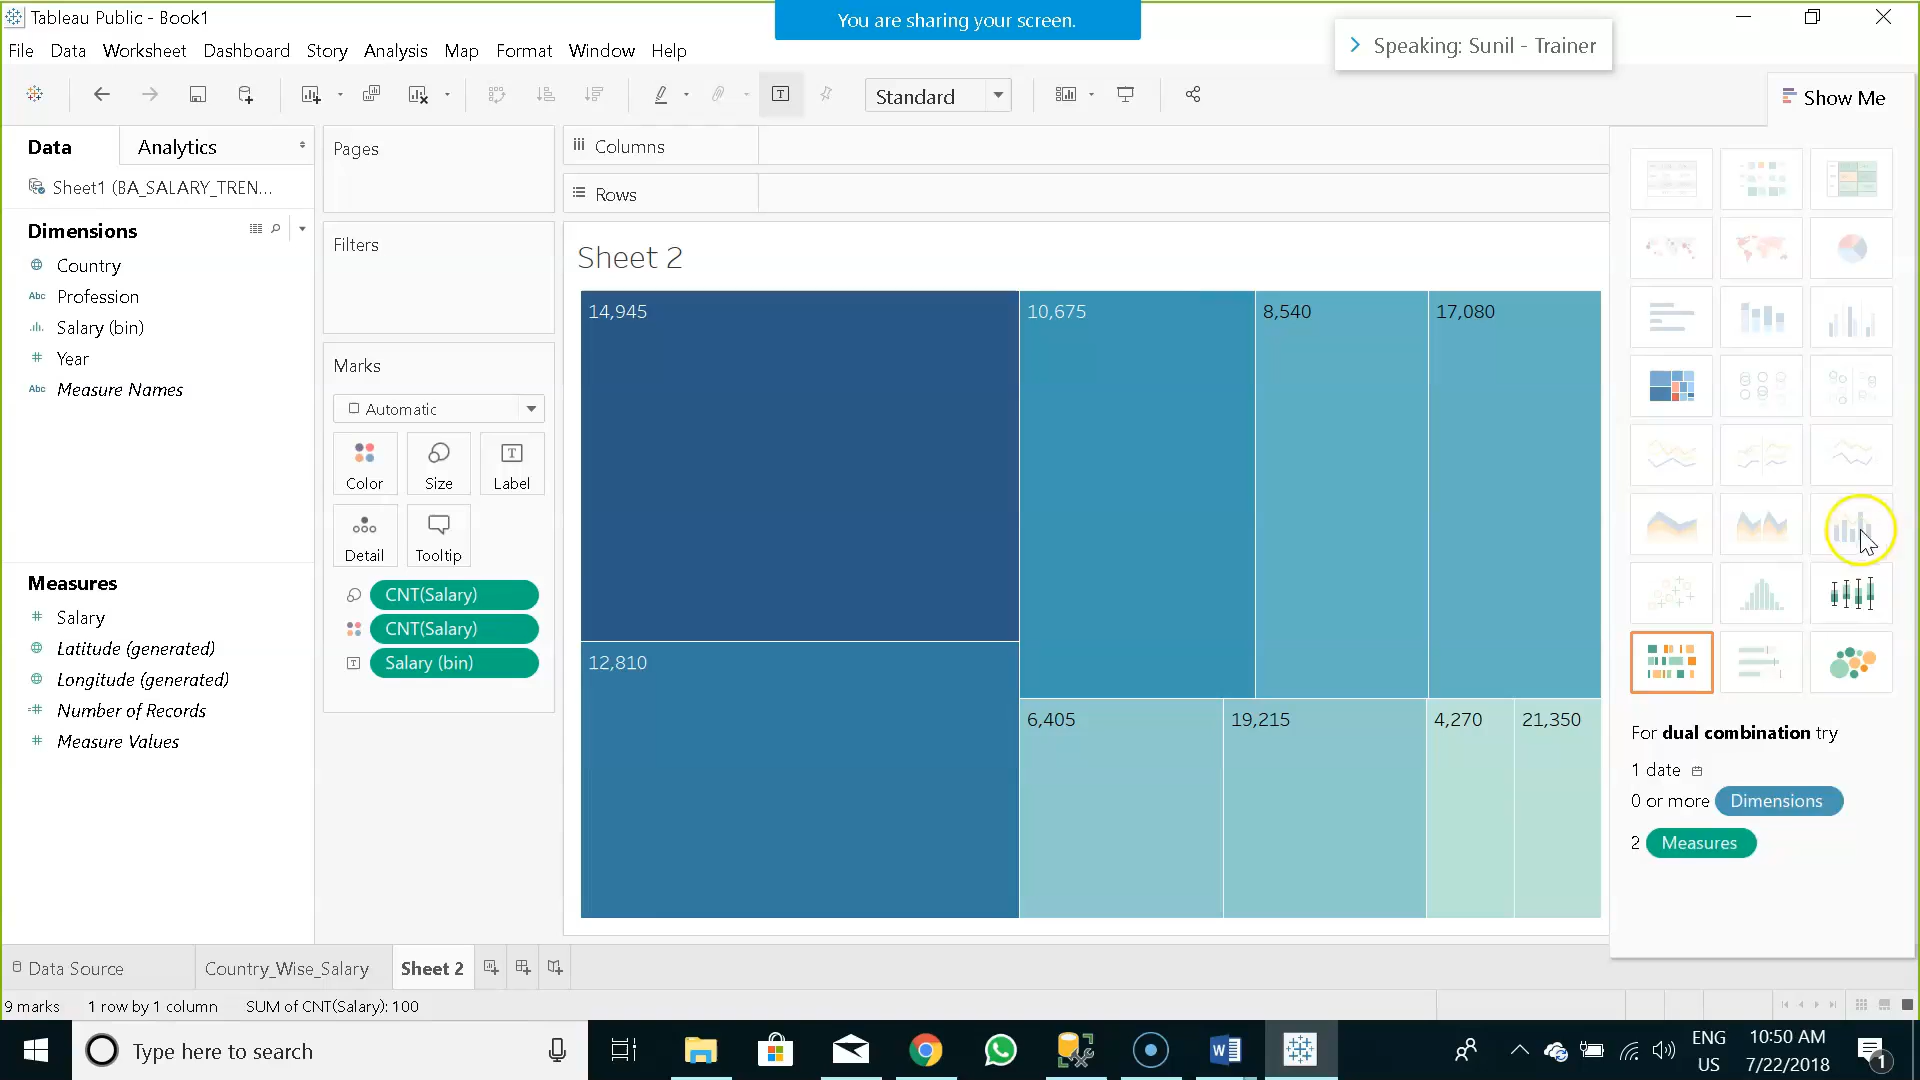 Tableau Public - Book1
You are sharing your screen.
Speaking: Sunil - Trainer
File Data Worksheet Dashboard Story Analysis Map Format Window Help
Standard
Show Me
Data
Analytics
Sheet1 (BA_SALARY_TREN...
Dimensions
Country
Abc Profession
Salary (bin)
# Year
Abc Measure Names
Measures
# Salary
Latitude (generated)
Longitude (generated)
=# Number of Records
# Measure Values
Pages
Filters
Marks
Automatic
Color
Size
Label
Detail
Tooltip
CNT(Salary)
CNT(Salary)
Salary (bin)
Columns
Rows
Sheet 2
14,945
10,675
8,540
17,080
12,810
6,405
19,215
4,270
21,350
For dual combination try
1 date
0 or more Dimensions
2 Measures
Data Source
Country_Wise_Salary
Sheet 2
9 marks
1 row by 1 column
SUM of CNT(Salary): 100
Type here to search
ENG
US
10:50 AM
7/22/2018
1